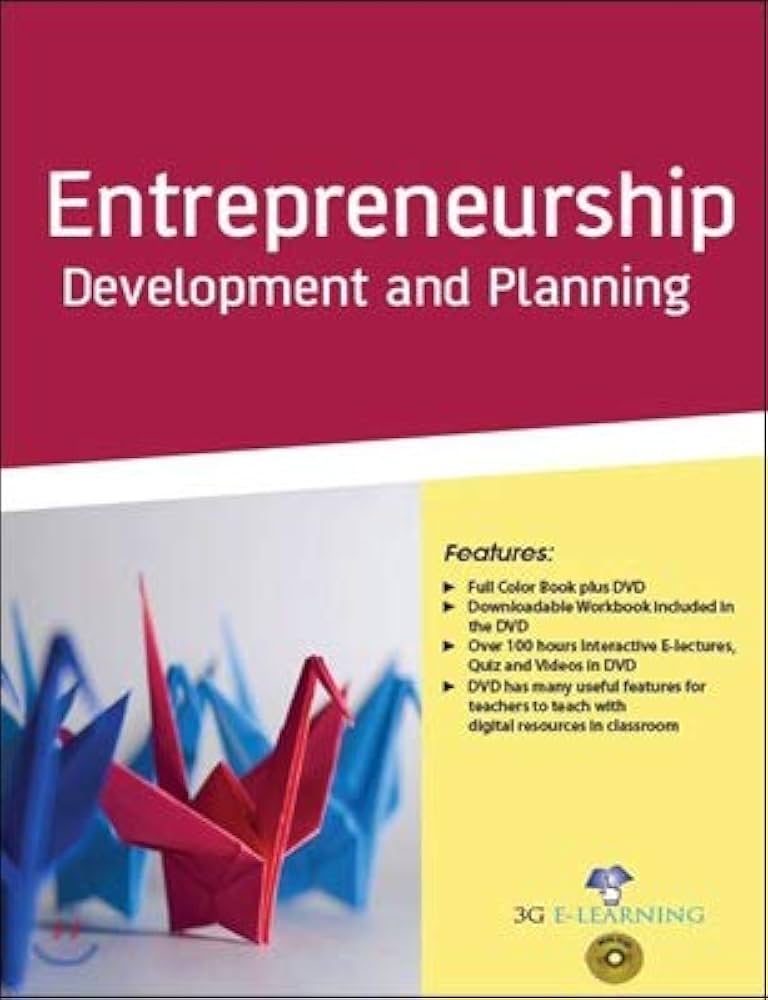 Entrepreneurship
Development and Planning
Features:
► Full Color Book plus DVD
► Downloadable Workbook included in
the DVD
► Over 100 hours Interactive E-lectures,
Quiz and Videos in DVD
► DVD has many useful features for
teachers to teach with
digital resources in classroom
3G E-LEARNING